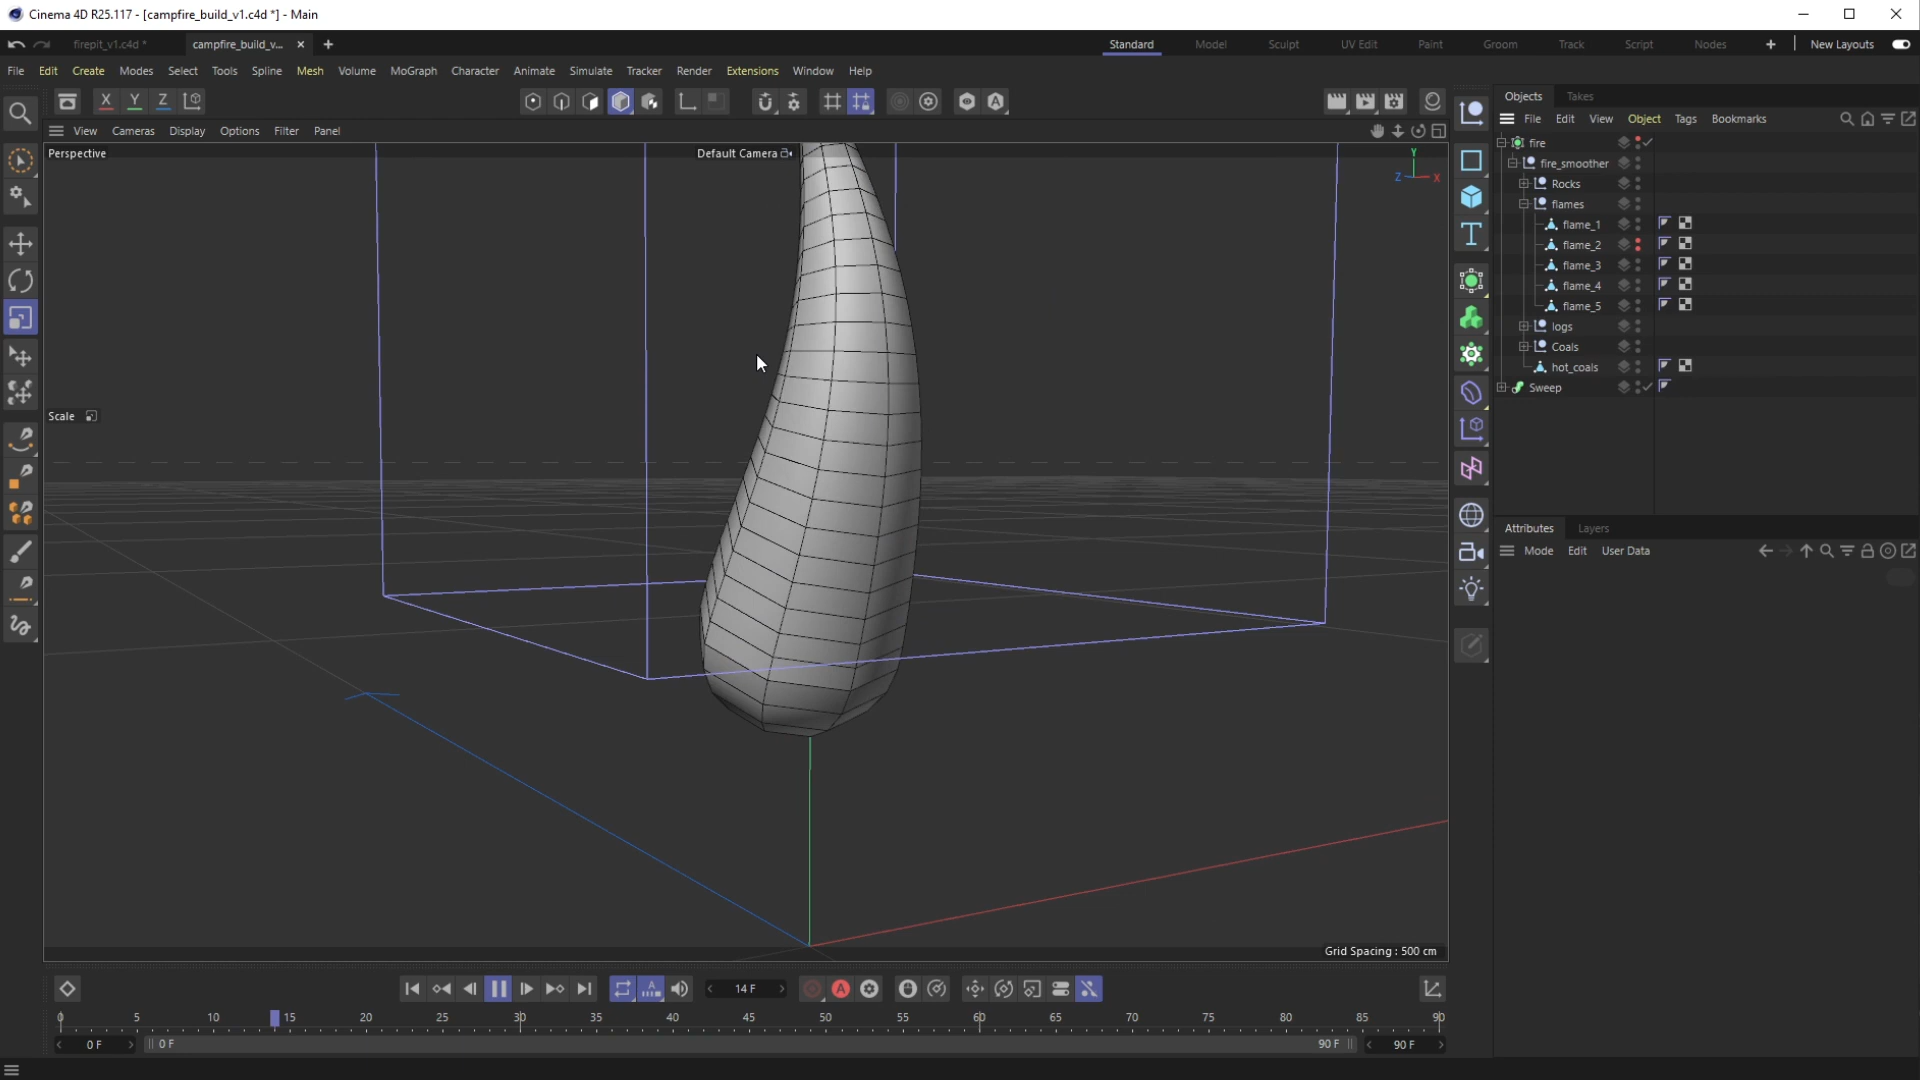 Cinema 4D R25.117 - [campfire_build_v1.c4d *] - Main
firepit_v1.c4d *
campfire_build_v...
Standard
Model
Sculpt
UV Edit
Paint
Groom
Track
Script
Nodes
New Layouts
File
Edit
Create
Modes
Select
Tools
Spline
Mesh
Volume
MoGraph
Character
Animate
Simulate
Tracker
Render
Extensions
Window
Help
X
Y
Z
Objects
Takes
File
Edit
View
Object
Tags
Bookmarks
View
Cameras
Display
Options
Filter
Panel
Perspective
Default Camera
Y
Z
X
Scale
fire
fire_smoother
Rocks
flames
flame_1
flame_2
flame_3
flame_4
flame_5
logs
Coals
hot_coals
Sweep
Attributes
Layers
Mode
Edit
User Data
Grid Spacing : 500 cm
14 F
A
0
5
10
15
20
25
30
35
40
45
50
55
60
65
70
75
80
85
90
0 F
0 F
90 F
90 F